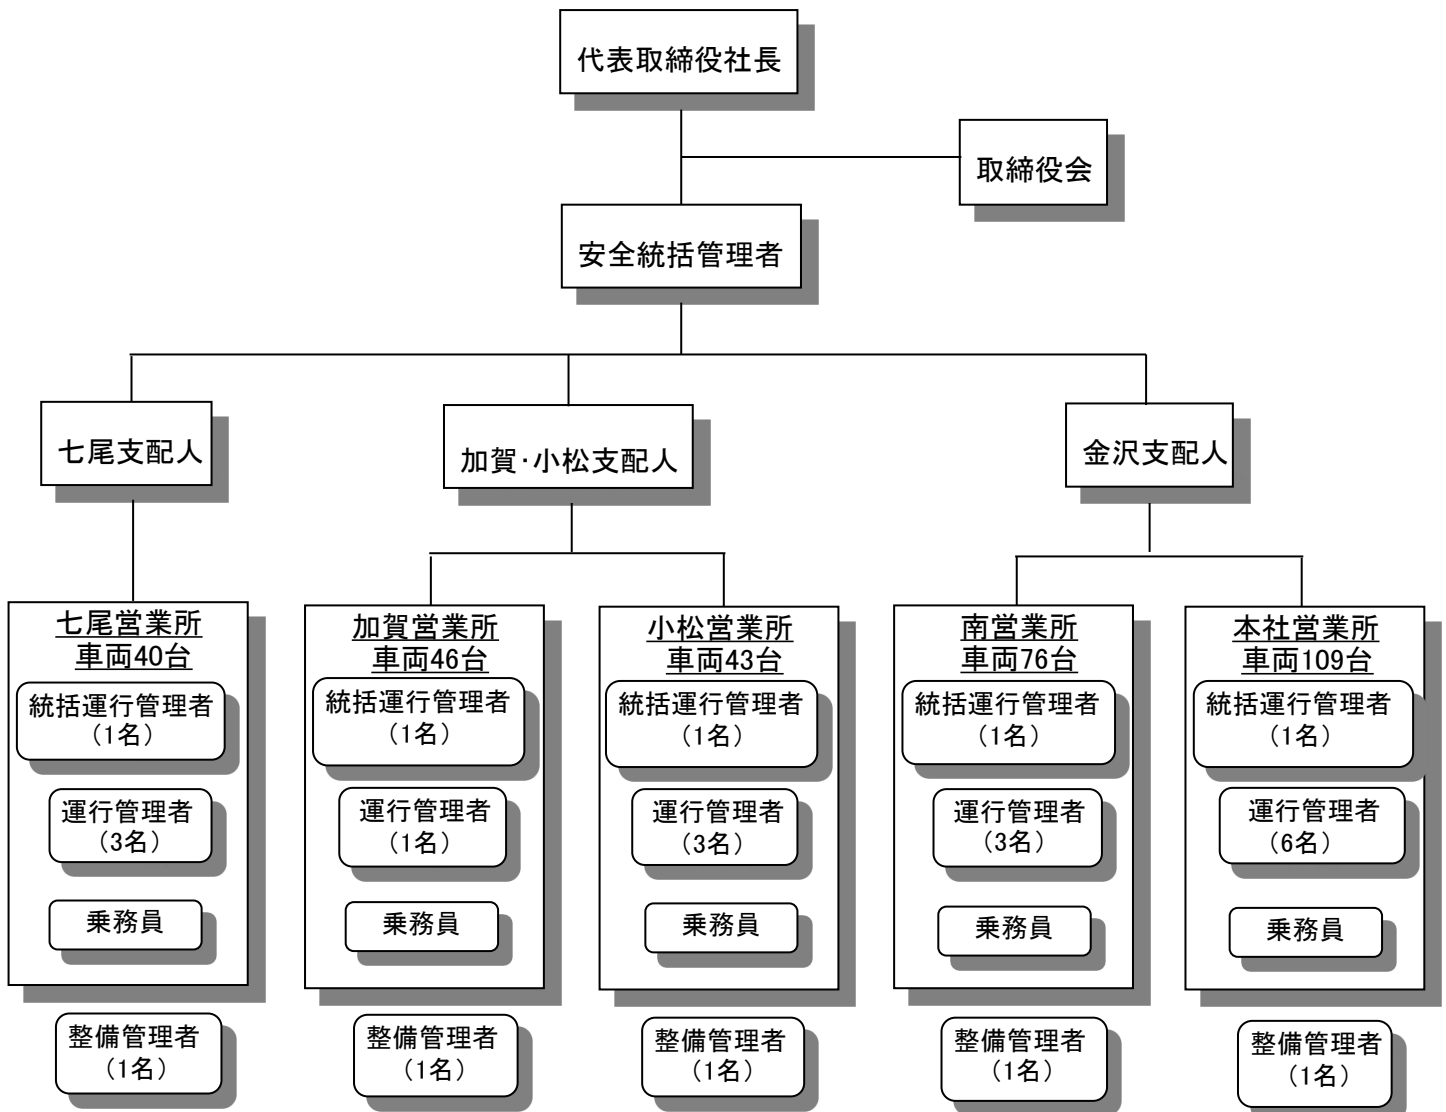 代表取締役社長
取締役会
安全統括管理者
七尾支配人
加賀･小松支配人
金沢支配人
七尾営業所
車両40台
統括運行管理者
（1名）
運行管理者
（3名）
乗務員
整備管理者
（1名）
加賀営業所
車両46台
統括運行管理者
（1名）
運行管理者
（1名）
乗務員
整備管理者
（1名）
小松営業所
車両43台
統括運行管理者
（1名）
運行管理者
（3名）
乗務員
整備管理者
（1名）
南営業所
車両76台
統括運行管理者
（1名）
運行管理者
（3名）
乗務員
整備管理者
（1名）
本社営業所
車両109台
統括運行管理者
（1名）
運行管理者
（6名）
乗務員
整備管理者
（1名）